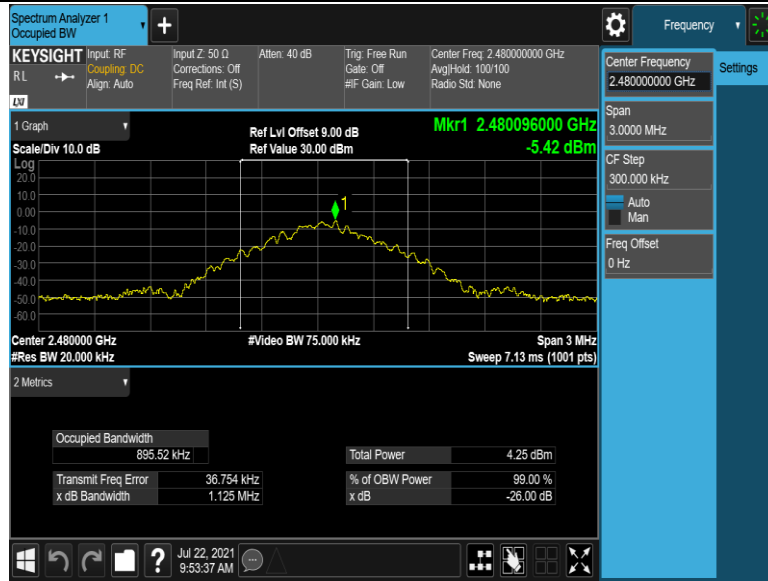 Spectrum Analyzer 1
Occupied BW
+
Frequency
KEYSIGHT
RL
LXI
Input: RF
Coupling: DC
Align: Auto
Input Z: 50 Ω
Corrections: Off
Freq Ref: Int (S)
Atten: 40 dB
Trig: Free Run
Gate: Off
#IF Gain: Low
Center Freq: 2.480000000 GHz
Avg|Hold: 100/100
Radio Std: None
Center Frequency
2.480000000 GHz
Settings
Span
3.0000 MHz
CF Step
300.000 kHz
Auto
Man
Freq Offset
0 Hz
1 Graph
Scale/Div 10.0 dB
Ref Lvl Offset 9.00 dB
Ref Value 30.00 dBm
Mkr1 2.480096000 GHz
-5.42 dBm
Log
20.0
10.0
0.00
-10.0
-20.0
-30.0
-40.0
-50.0
-60.0
1
Center 2.480000 GHz
#Video BW 75.000 kHz
Span 3 MHz
#Res BW 20.000 kHz
Sweep 7.13 ms (1001 pts)
2 Metrics
Occupied Bandwidth
895.52 kHz
Total Power 4.25 dBm
Transmit Freq Error 36.754 kHz
% of OBW Power 99.00 %
x dB Bandwidth 1.125 MHz
x dB -26.00 dB
?
Jul 22, 2021
9:53:37 AM